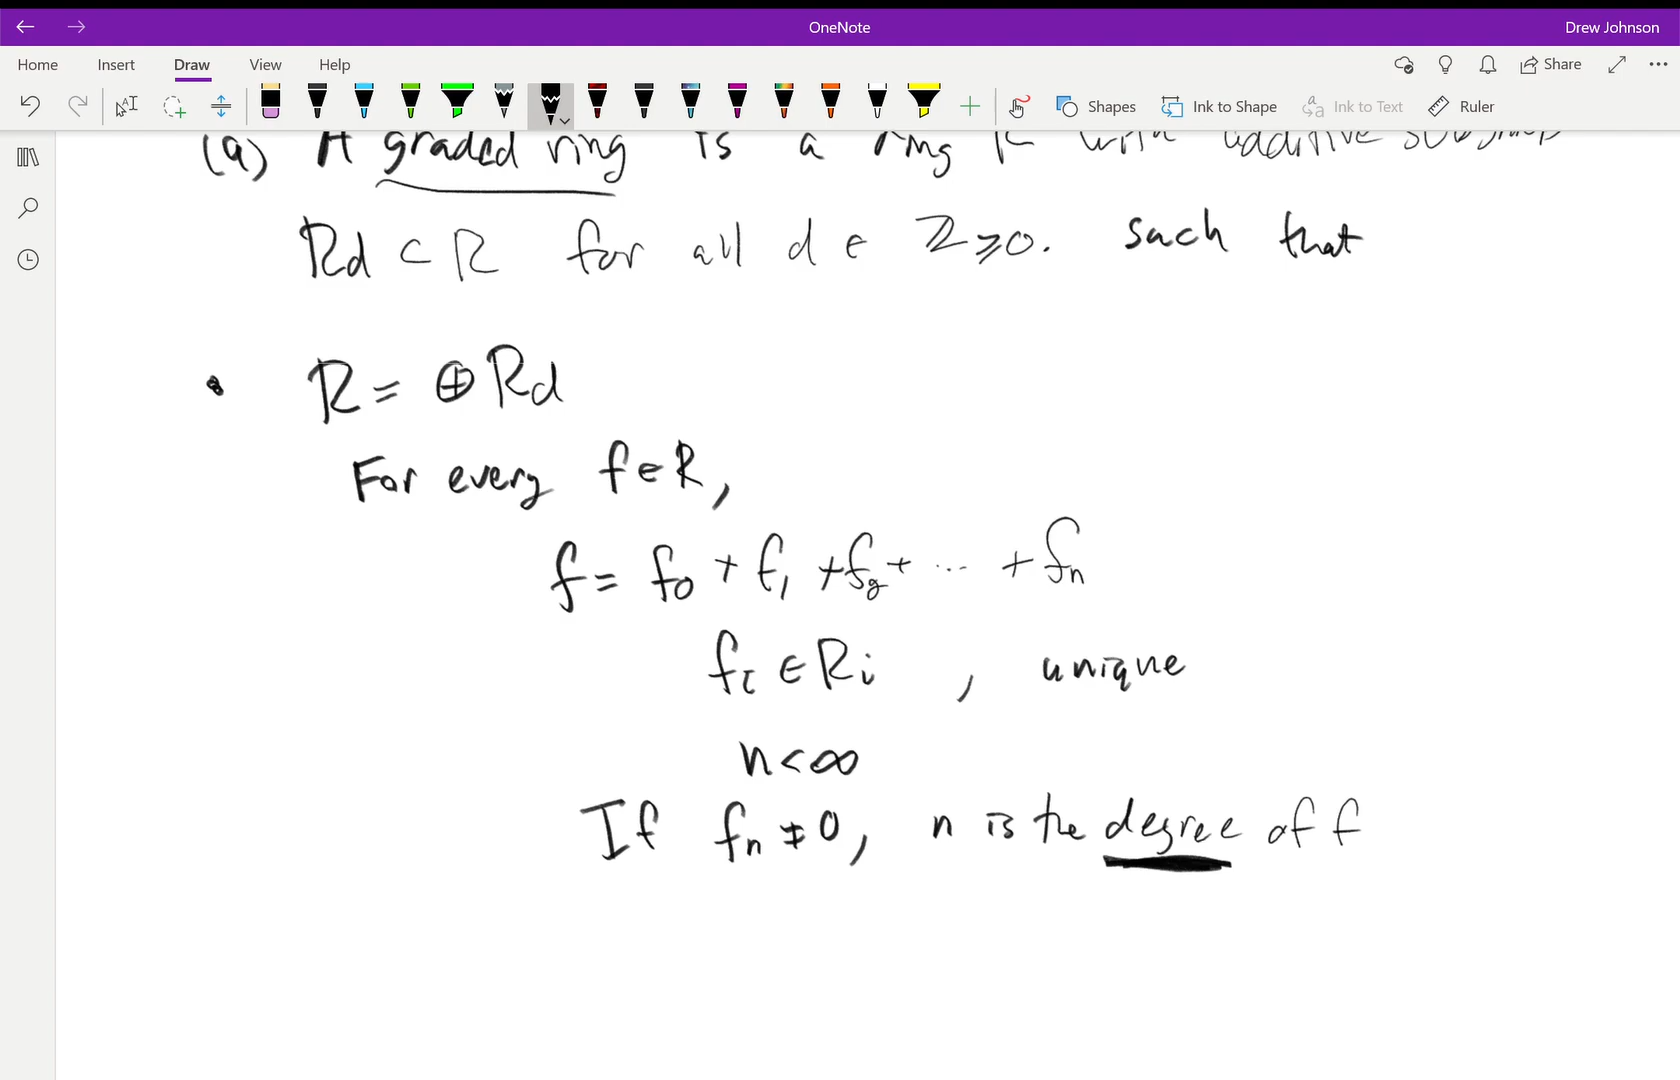 OneNote
Drew Johnson
Home Insert Draw View Help
Share
Shapes Ink to Shape Ink to Text Ruler
(a) A graded ring is a ring R with additive subgroups
Rd ⊂ R for all d ∈ ℤ≥0. such that
• R = ⊕ Rd
For every f ∈ R,
f = f₀ + f₁ + f₂ + ... + fₙ
fᵢ ∈ Rᵢ , unique
n < ∞
If fₙ ≠ 0, n is the degree of f